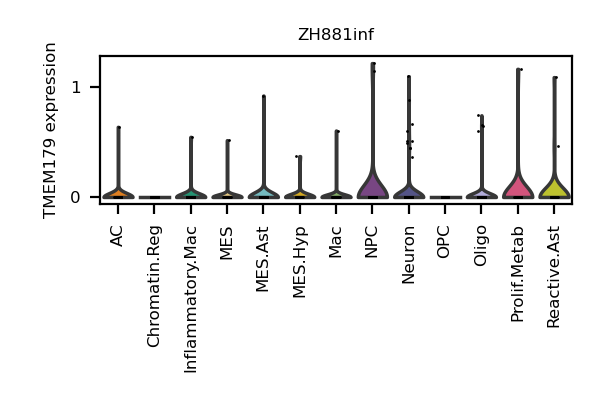 ZH881inf
TMEM179 expression
1
0
AC
Chromatin.Reg
Inflammatory.Mac
MES
MES.Ast
MES.Hyp
Mac
NPC
Neuron
OPC
Oligo
Prolif.Metab
Reactive.Ast